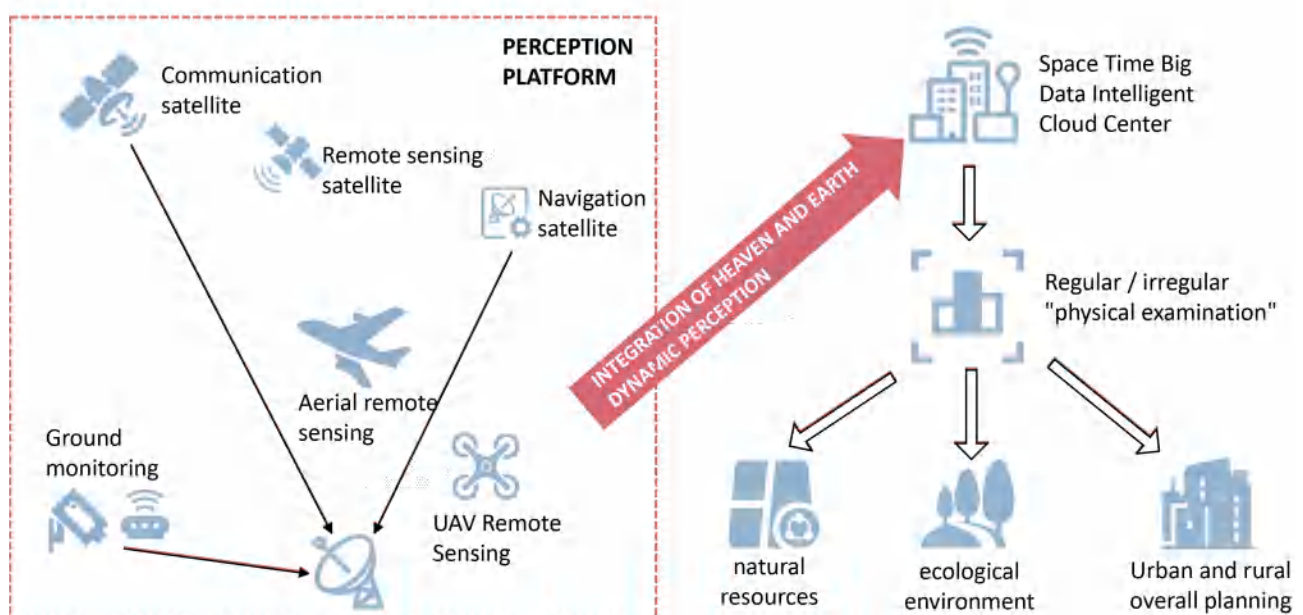 PERCEPTION
PLATFORM
Communication
satellite
Remote sensing
satellite
Navigation
satellite
Aerial remote
sensing
Ground
monitoring
UAV Remote
Sensing
INTEGRATION OF HEAVEN AND EARTH
DYNAMIC PERCEPTION
Space Time Big
Data Intelligent
Cloud Center
Regular / irregular
"physical examination"
natural
resources
ecological
environment
Urban and rural
overall planning